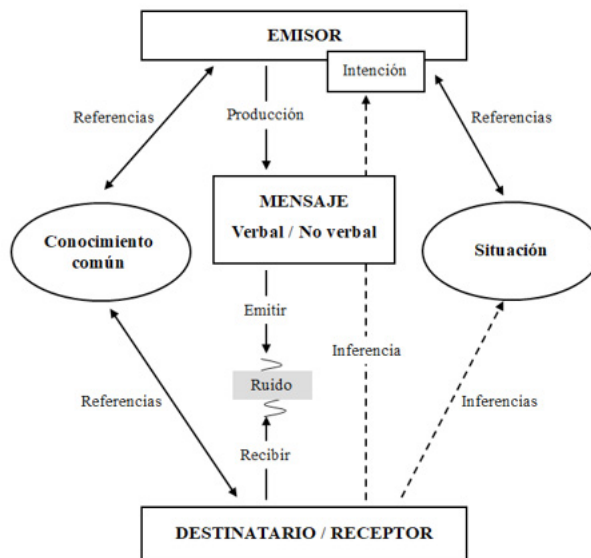 EMISOR
Intención
Referencias
Producción
Referencias
MENSAJE
Verbal / No verbal
Conocimiento
común
Situación
Emitir
Inferencia
Ruido
Referencias
Inferencias
Recibir
DESTINATARIO / RECEPTOR